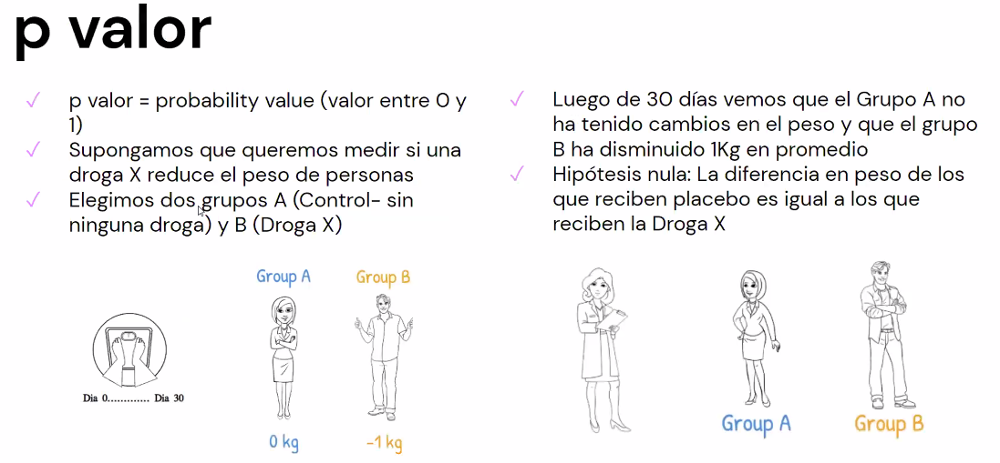 p valor
✓ p valor = probability value (valor entre 0 y
1)
✓ Supongamos que queremos medir si una
droga X reduce el peso de personas
✓ Elegimos dos grupos A (Control- sin
ninguna droga) y B (Droga X)
Group A
Group B
Dia 0............. Dia 30
0 kg
-1 kg
✓ Luego de 30 días vemos que el Grupo A no
ha tenido cambios en el peso y que el grupo
B ha disminuido 1Kg en promedio
✓ Hipótesis nula: La diferencia en peso de los
que reciben placebo es igual a los que
reciben la Droga X
Group A
Group B